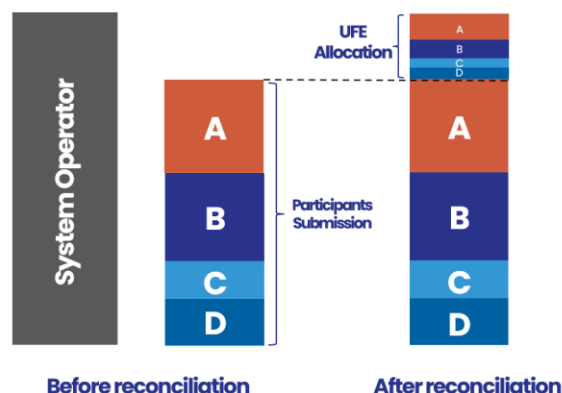 System Operator
A
B
C
D
Participants
Submission
UFE
Allocation
A
B
C
D
A
B
C
D
Before reconciliation
After reconciliation